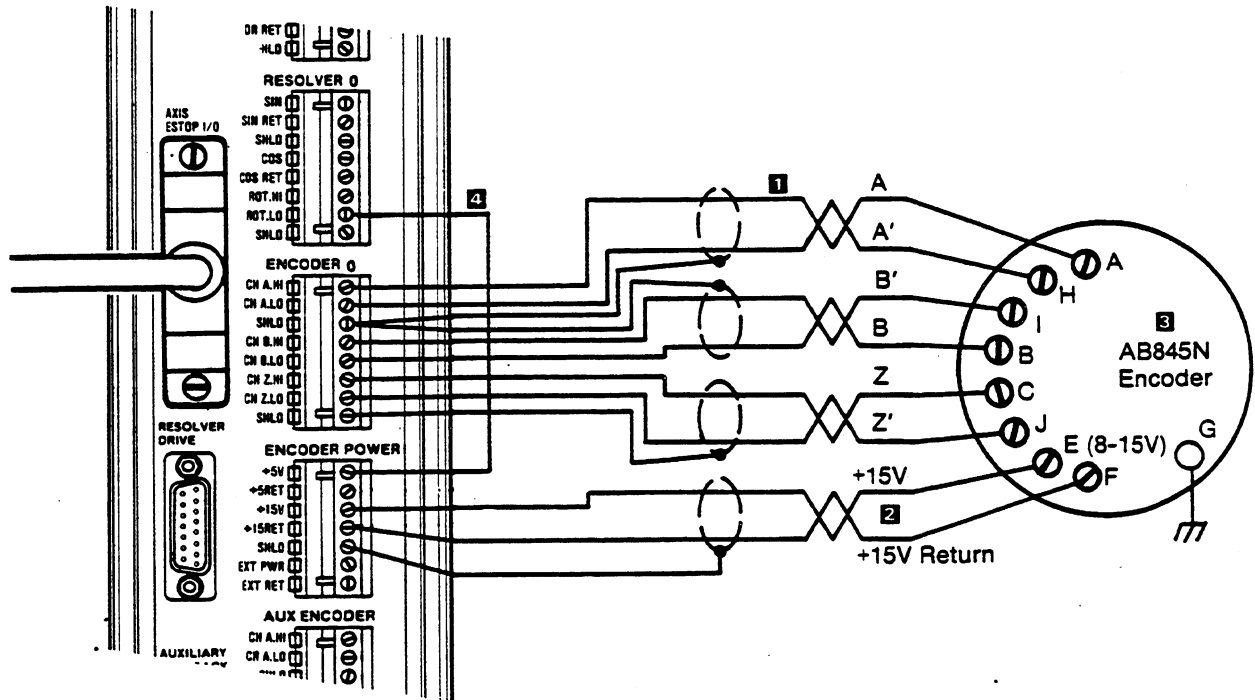 DR RET
-HLD
RESOLVER 0
SIN
SIN RET
SHLD
COS
COS RET
ROT.HI
ROT.LO
SHLD
AXIS
ESTOP I/O
4
ENCODER 0
CH A.HI
CH A.LO
SHLD
CH B.HI
CH B.LO
CH Z.HI
CH Z.LO
SHLD
RESOLVER
DRIVE
ENCODER POWER
+5V
+5RET
+15V
+15RET
SHLD
EXT PWR
EXT RET
AUX ENCODER
CH A.HI
CH A.LO
AUXILIARY
1
A
A'
B'
B
Z
Z'
+15V
2
+15V Return
A
H
I
B
C
J
E (8-15V)
F
G
3
AB845N
Encoder